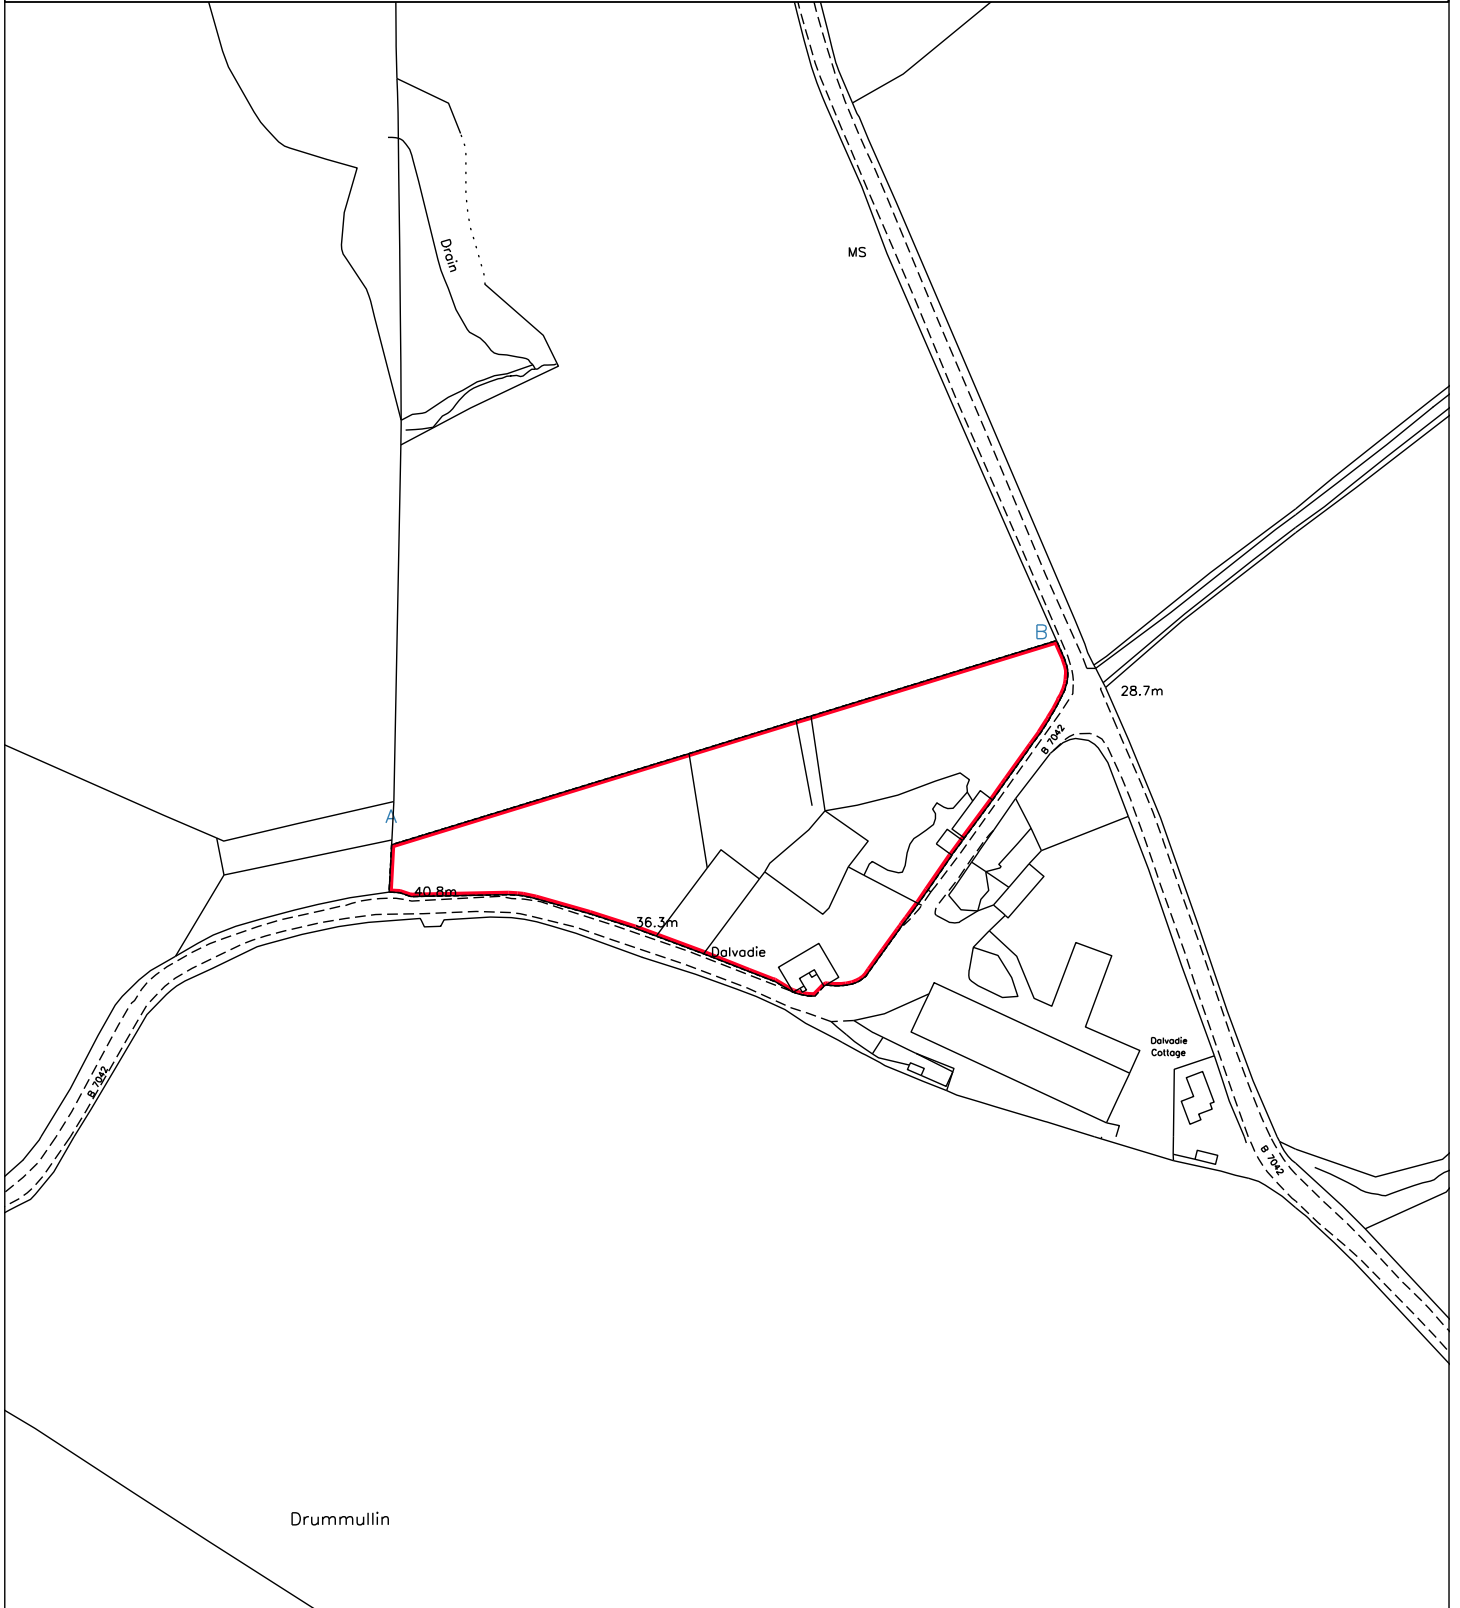 Drain
MS
B
28.7m
B 7042
A
40.8m
36.3m
Dalvadie
Dalvadie
Cottage
B 7042
B 7042
Drummullin